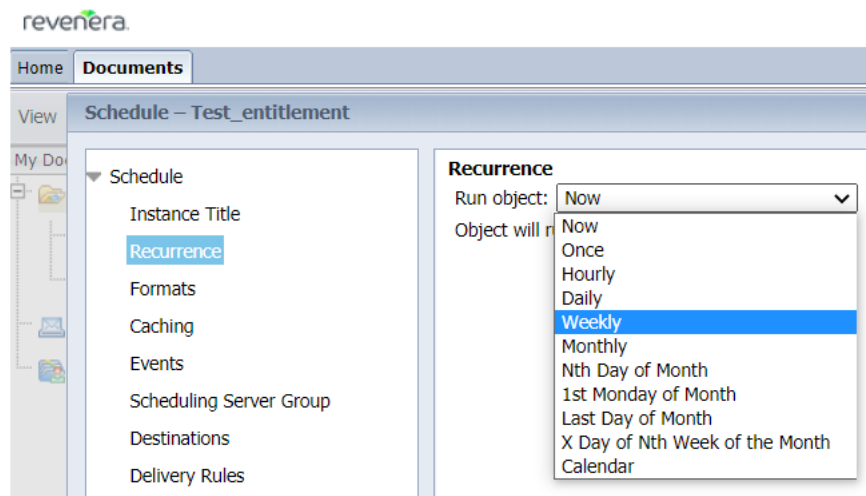 revenera.
Home Documents
View
Schedule – Test_entitlement
My Do
Schedule
Instance Title
Recurrence
Formats
Caching
Events
Scheduling Server Group
Destinations
Delivery Rules
Recurrence
Run object: Now
Object will r
Now
Once
Hourly
Daily
Weekly
Monthly
Nth Day of Month
1st Monday of Month
Last Day of Month
X Day of Nth Week of the Month
Calendar